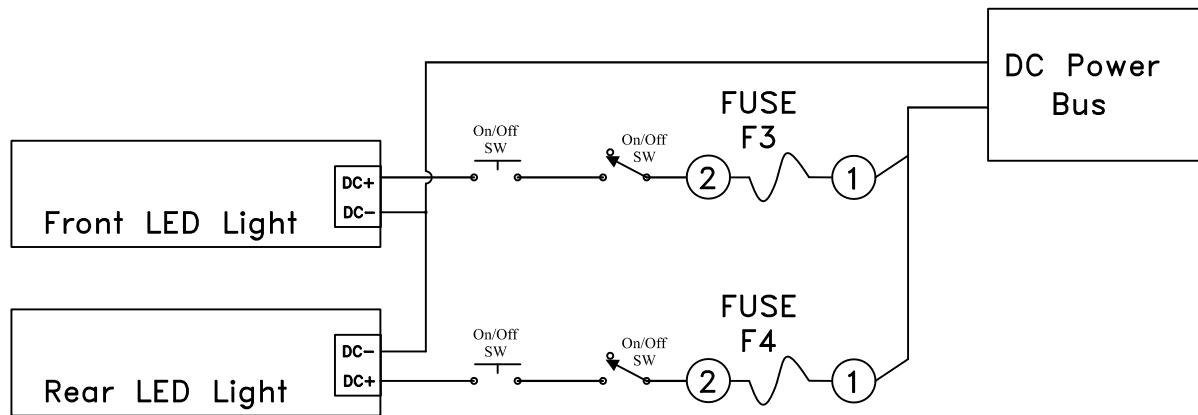 DC Power
Bus
FUSE
F3
On/Off
SW
On/Off
SW
DC+
2
1
DC-
Front LED Light
FUSE
F4
On/Off
SW
On/Off
SW
DC-
DC+
2
1
Rear LED Light